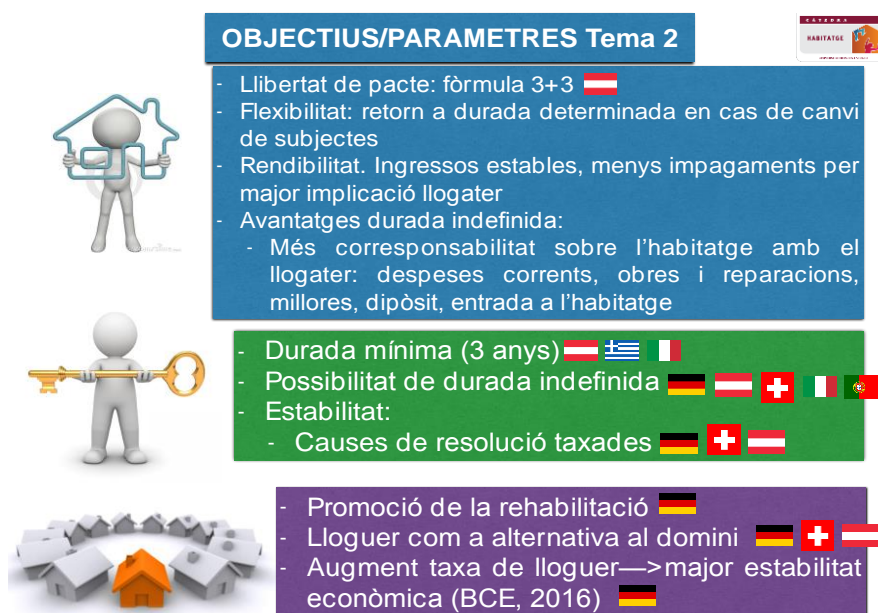 OBJECTIUS/PARAMETRES Tema 2
CÀTEDRA
HABITATGE
- Llibertat de pacte: fòrmula 3+3
- Flexibilitat: retorn a durada determinada en cas de canvi
de subjectes
- Rendibilitat. Ingressos estables, menys impagaments per
major implicació llogater
- Avantatges durada indefinida:
- Més corresponsabilitat sobre l’habitatge amb el
llogater: despeses corrents, obres i reparacions,
millores, dipòsit, entrada a l’habitatge
- Durada mínima (3 anys)
- Possibilitat de durada indefinida
- Estabilitat:
- Causes de resolució taxades
- Promoció de la rehabilitació
- Lloguer com a alternativa al domini
- Augment taxa de lloguer—>major estabilitat
econòmica (BCE, 2016)